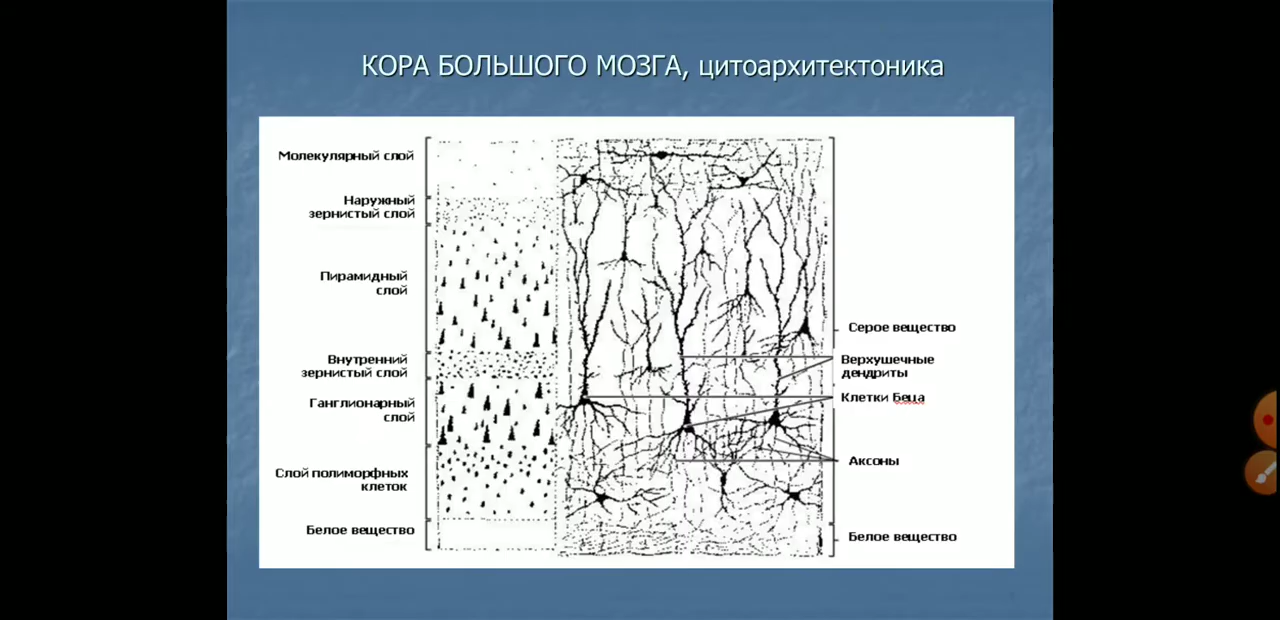 КОРА БОЛЬШОГО МОЗГА, цитоархитектоника
Молекулярный слой
Наружный
зернистый слой
Пирамидный
слой
Внутренний
зернистый слой
Ганглионарный
слой
Слой полиморфных
клеток
Белое вещество
Серое вещество
Верхушечные
дендриты
Клетки Беца
Аксоны
Белое вещество